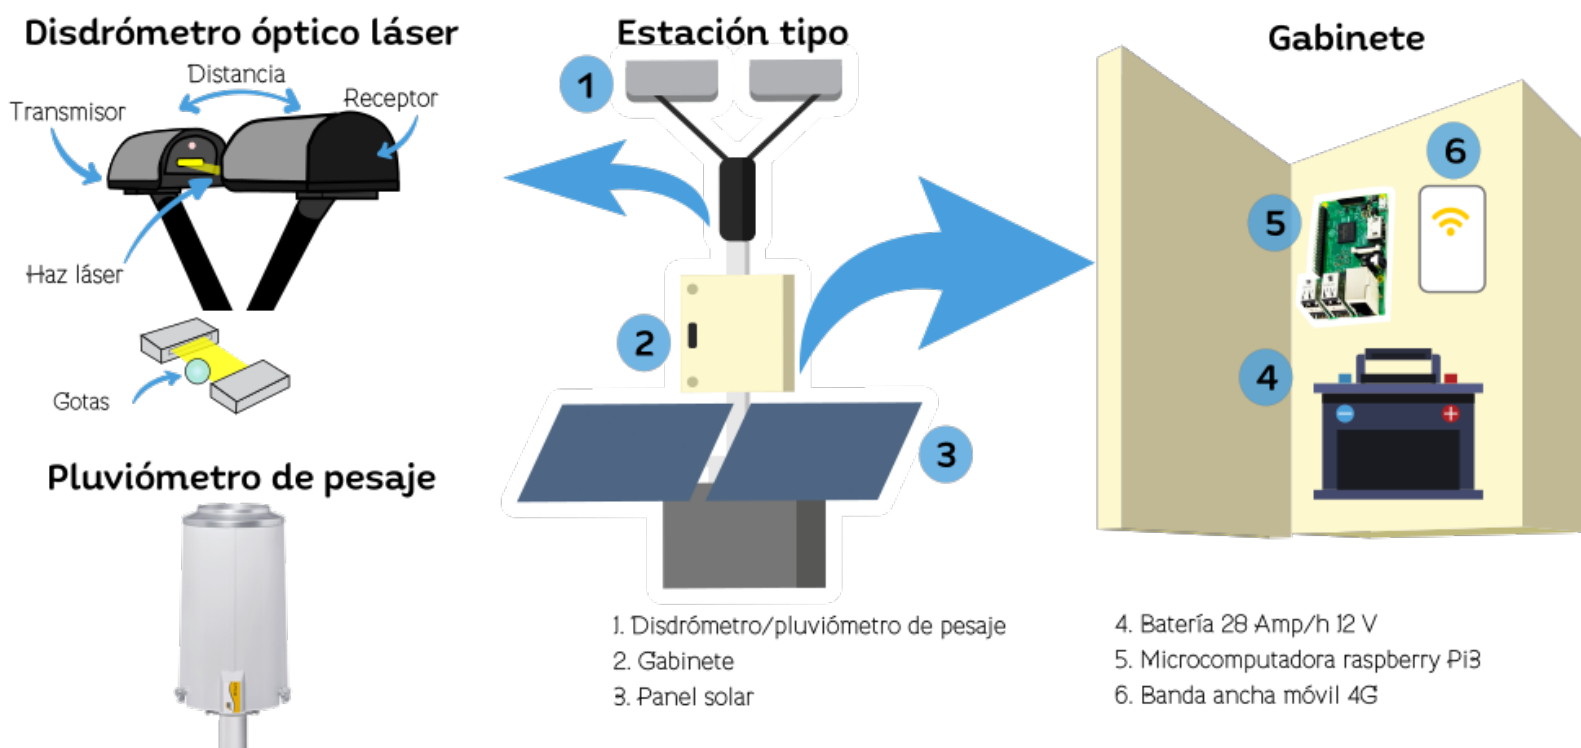 Disdrómetro óptico láser
Distancia
Transmisor
Receptor
Haz láser
Gotas
Pluviómetro de pesaje
Estación tipo
1
2
3
1. Disdrómetro/pluviómetro de pesaje
2. Gabinete
3. Panel solar
Gabinete
6
5
4
4. Batería 28 Amp/h 12 V
5. Microcomputadora raspberry Pi3
6. Banda ancha móvil 4G